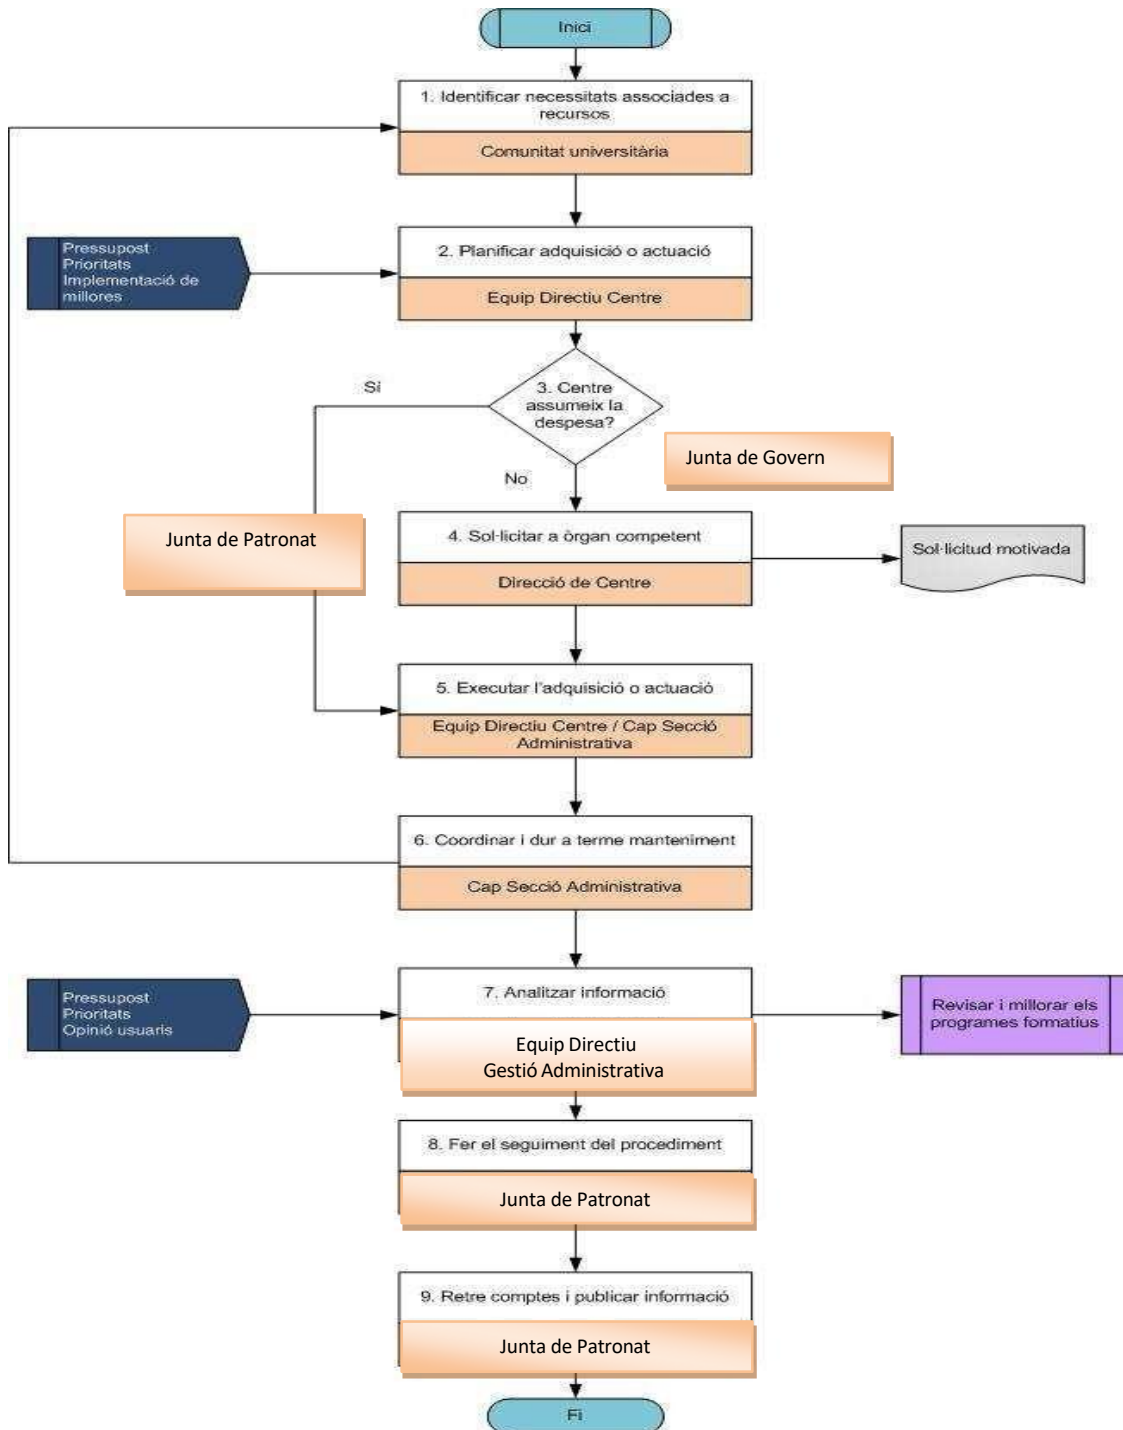 Inici
1. Identificar necessitats associades a
recursos
Comunitat universitària
Pressupost
Prioritats
Implementació de
millores
2. Planificar adquisició o actuació
Equip Directiu Centre
Sí
3. Centre
assumeix la
despesa?
Junta de Govern
No
Junta de Patronat
4. Sol·licitar a òrgan competent
Direcció de Centre
Sol·licitud motivada
5. Executar l'adquisició o actuació
Equip Directiu Centre / Cap Secció
Administrativa
6. Coordinar i dur a terme manteniment
Cap Secció Administrativa
Pressupost
Prioritats
Opinió usuaris
7. Analitzar informació
Equip Directiu
Gestió Administrativa
Revisar i millorar els
programes formatius
8. Fer el seguiment del procediment
Junta de Patronat
9. Retre comptes i publicar informació
Junta de Patronat
Fi